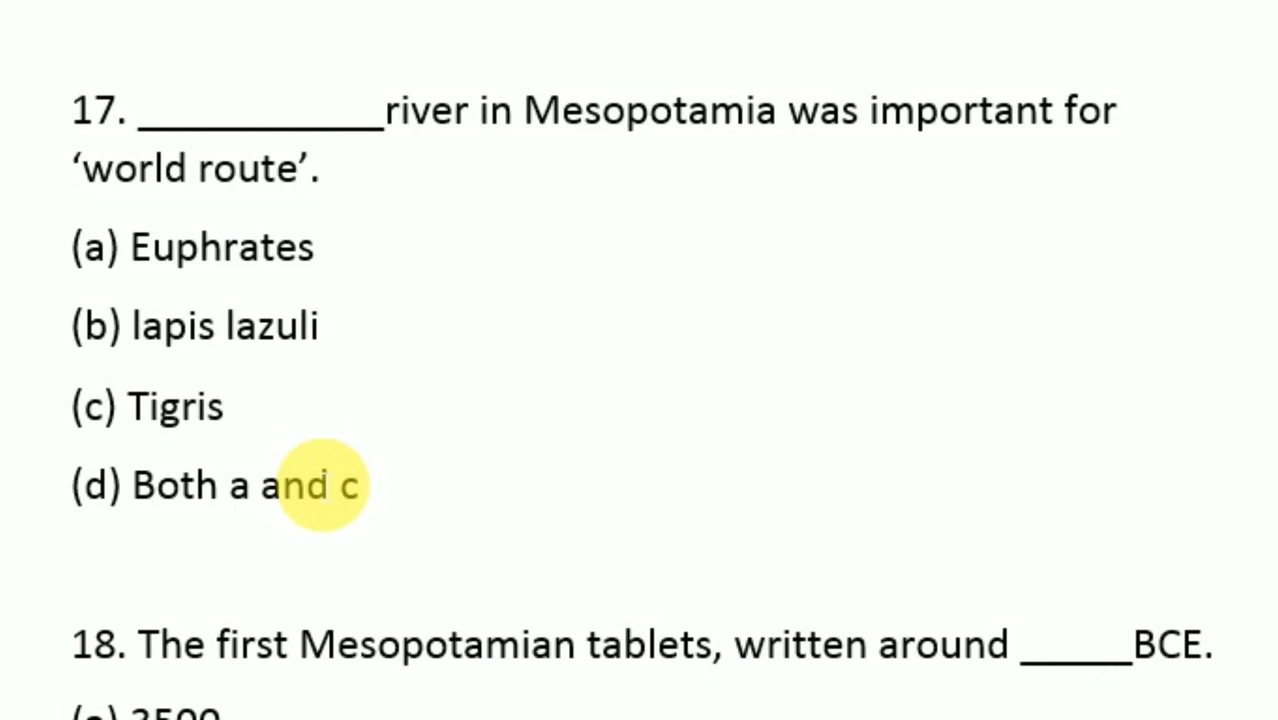 17. ____________river in Mesopotamia was important for
‘world route’.
(a) Euphrates
(b) lapis lazuli
(c) Tigris
(d) Both a and c
18. The first Mesopotamian tablets, written around _____BCE.